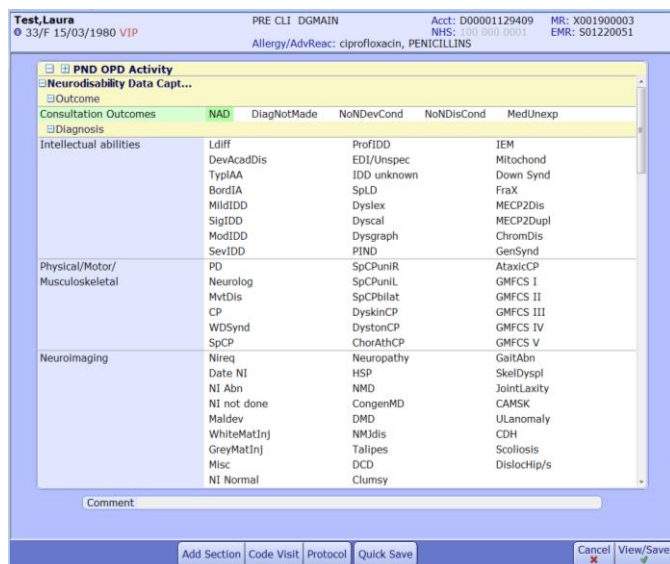 Test,Laura PRE CLI DGMAIN Acct: D00001129409 MR: X001900003
33/F 15/03/1980 VIP NHS: 100 000 0001 EMR: S01220051
Allergy/AdvReac: ciprofloxacin, PENICILLINS
PND OPD Activity
Neurodisability Data Capt...
Outcome
Consultation Outcomes NAD DiagNotMade NoNDevCond NoNDisCond MedUnexp
Diagnosis
Intellectual abilities Ldiff ProfIDD IEM
DevAcadDis EDI/Unspec Mitochond
TyplAA IDD unknown Down Synd
BordIA SpLD FraX
MildIDD Dyslex MECP2Dis
SigIDD Dyscal MECP2Dupl
ModIDD Dysgraph ChromDis
SevIDD PIND GenSynd
Physical/Motor/ PD SpCPuniR AtaxicCP
Musculoskeletal Neurolog SpCPuniL GMFCS I
MvtDis SpCPbilat GMFCS II
CP DyskinCP GMFCS III
WDSynd DystonCP GMFCS IV
SpCP ChorAthCP GMFCS V
Neuroimaging Nireq Neuropathy GaitAbn
Date NI HSP SkelDyspl
NI Abn NMD JointLaxity
NI not done CongenMD CAMSK
Maldev DMD ULanomaly
WhiteMatInj NMJdis CDH
GreyMatInj Talipes Scoliosis
Misc DCD DislocHip/s
NI Normal Clumsy
Comment
Add Section Code Visit Protocol Quick Save Cancel View/Save